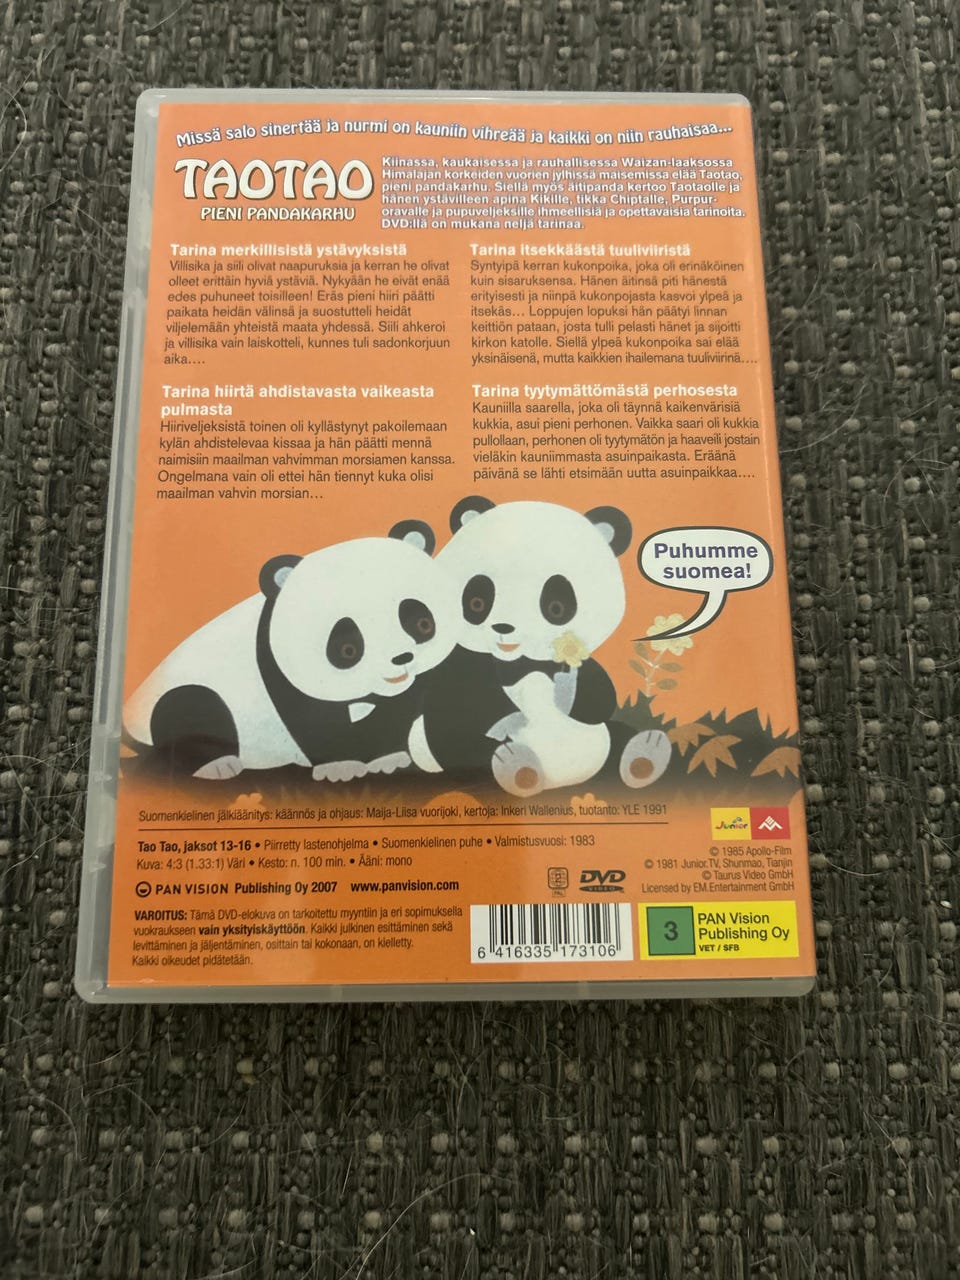 Missä salo sinertää ja nurmi on kauniin vihreää ja kaikki on niin rauhaisaa...
TAOTAO
PIENI PANDAKARHU
Kiinassa, kaukaisessa ja rauhallisessa Waizan-laaksossa
Himalajan korkeiden vuorien jylhissä maisemissa elää Taotao,
pieni pandakarhu. Siellä myös äitipanda kertoo Taotaolle ja
hänen ystävilleen apina Kikille, tikka Chiptalle, Purpur-
oravalle ja pupuveljeksille ihmeellisiä ja opettavaisia tarinoita.
DVD:llä on mukana neljä tarinaa.
Tarina merkillisistä ystävyksistä
Villisika ja siili olivat naapuruksia ja kerran he olivat
olleet erittäin hyviä ystäviä. Nykyään he eivät enää
edes puhuneet toisilleen! Eräs pieni hiiri päätti
paikata heidän välinsä ja suostutteli heidät
viljelemään yhteistä maata yhdessä. Siili ahkeroi
ja villisika vain laiskotteli, kunnes tuli sadonkorjuun
aika....
Tarina itsekkäästä tuuliviiristä
Syntyipä kerran kukonpoika, joka oli erinäköinen
kuin sisaruksensa. Hänen äitinsä piti hänestä
erityisesti ja niinpä kukonpojasta kasvoi ylpeä ja
itsekäs... Loppujen lopuksi hän päätyi linnan
keittiön pataan, josta tuli pelasti hänet ja sijoitti
kirkon katolle. Siellä ylpeä kukonpoika sai elää
yksinäisenä, mutta kaikkien ihailemana tuuliviirinä....
Tarina hiirtä ahdistavasta vaikeasta
pulmasta
Hiiriveljeksistä toinen oli kyllästynyt pakoilemaan
kylän ahdistelevaa kissaa ja hän päätti mennä
naimisiin maailman vahvimman morsiamen kanssa.
Ongelmana vain oli ettei hän tiennyt kuka olisi
maailman vahvin morsian...
Tarina tyytymättömästä perhosesta
Kauniilla saarella, joka oli täynnä kaikenvärisiä
kukkia, asui pieni perhonen. Vaikka saari oli kukkia
pullollaan, perhonen oli tyytymätön ja haaveili jostain
vieläkin kauniimmasta asuinpaikasta. Eräänä
päivänä se lähti etsimään uutta asuinpaikkaa....
Puhumme
suomea!
Suomenkielinen jälkiäänitys: käännös ja ohjaus: Maija-Liisa vuorijoki, kertoja: Inkeri Wallenius, tuotanto: YLE 1991
Tao Tao, jaksot 13-16 • Piirretty lastenohjelma • Suomenkielinen puhe • Valmistusvuosi: 1983
Kuva: 4:3 (1.33:1) Väri • Kesto: n. 100 min. • Ääni: mono
PAN VISION Publishing Oy 2007 www.panvision.com
Junior
© 1985 Apollo-Film
© 1981 Junior.TV, Shunmao, Tianjin
© Taurus Video GmbH
Licensed by EM.Entertainment GmbH
2
PAL
DVD
VIDEO
VAROITUS: Tämä DVD-elokuva on tarkoitettu myyntiin ja eri sopimuksella
vuokraukseen vain yksityiskäyttöön. Kaikki julkinen esittäminen sekä
levittäminen ja jäljentäminen, osittain tai kokonaan, on kielletty.
Kaikki oikeudet pidätetään.
6 416335 173106
3
PAN Vision
Publishing Oy
VET / SFB